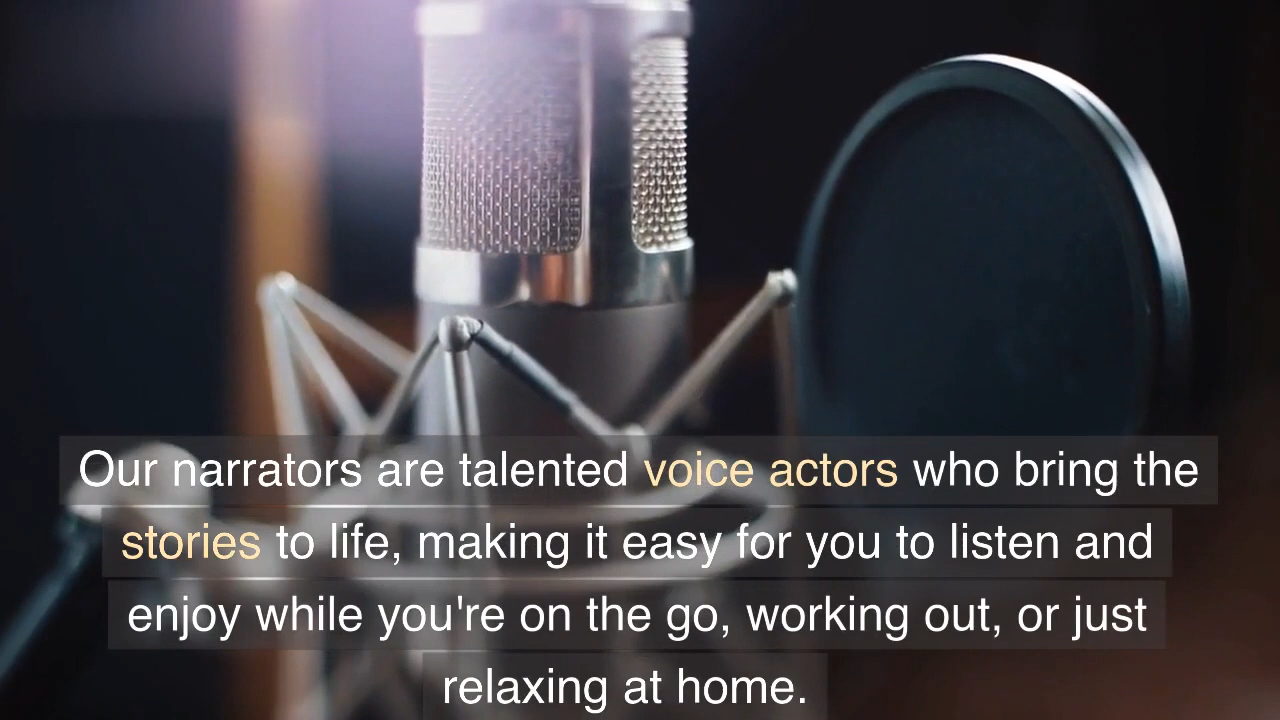 Our narrators are talented voice actors who bring the
stories to life, making it easy for you to listen and
enjoy while you're on the go, working out, or just
relaxing at home.